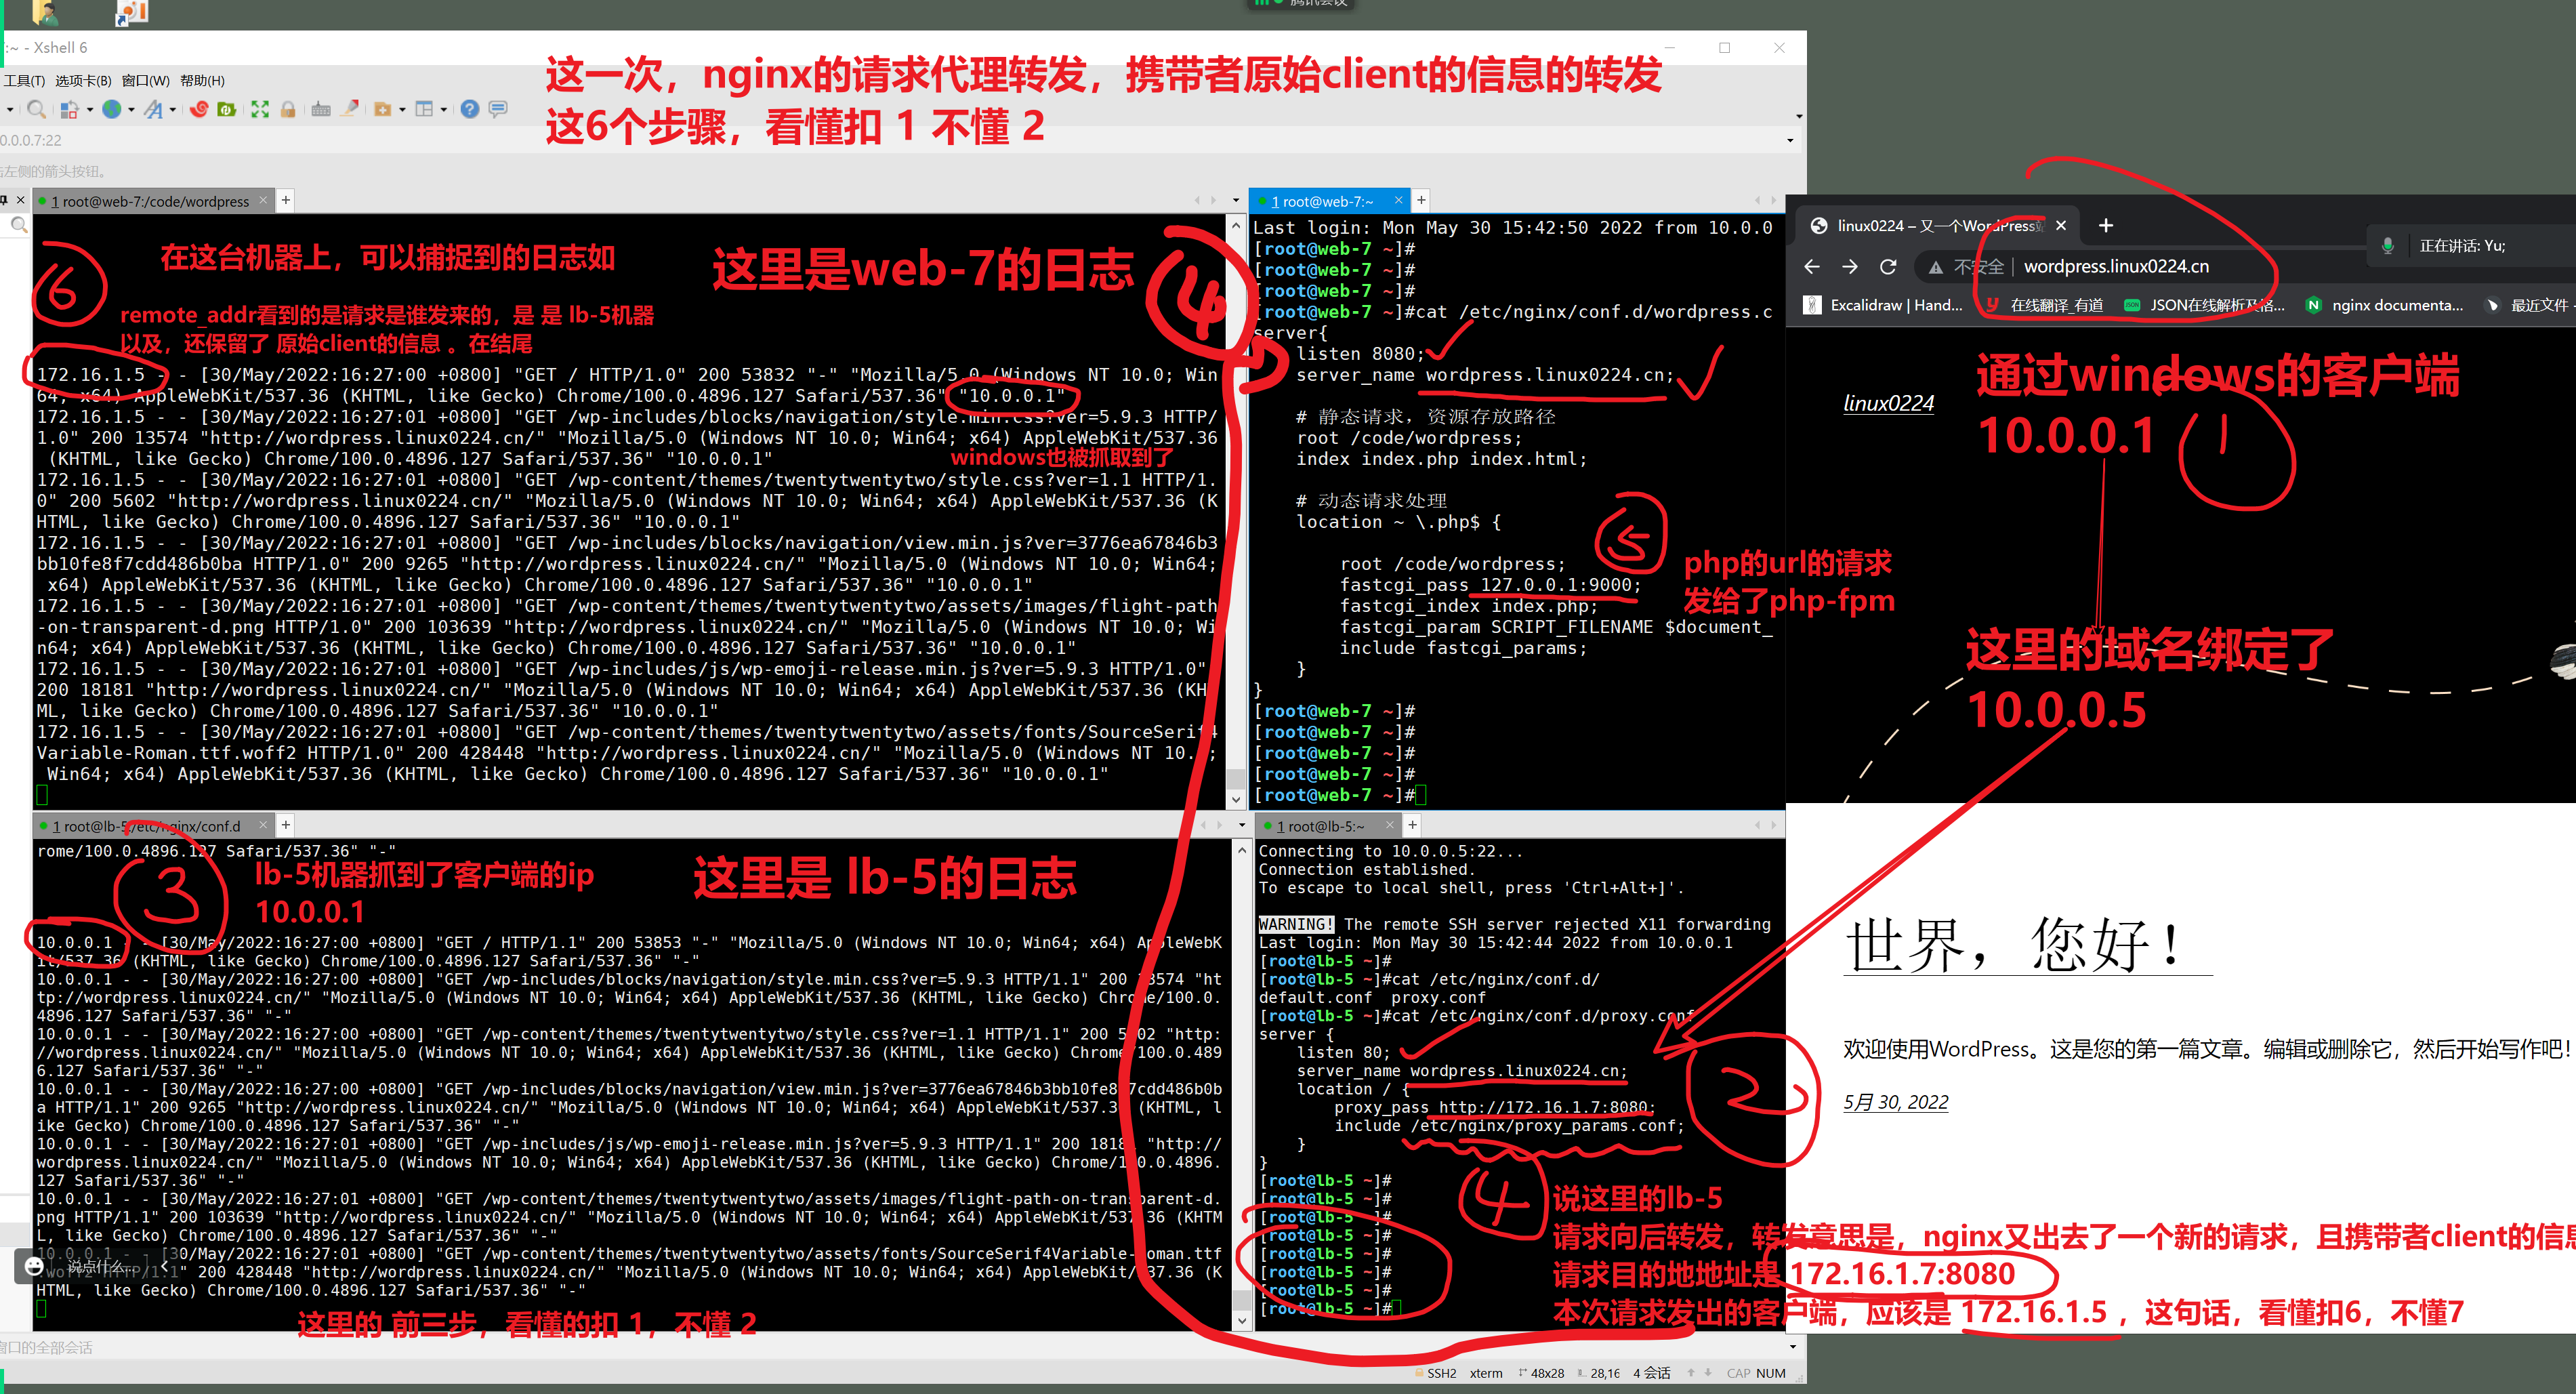 腾讯会议
:~ - Xshell 6
工具(T) 选项卡(B) 窗口(W) 帮助(H)
这一次，nginx的请求代理转发，携带者原始client的信息的转发
这6个步骤，看懂扣 1 不懂 2
0.0.0.7:22
击左侧的箭头按钮。
1 root@web-7:/code/wordpress
6
在这台机器上，可以捕捉到的日志如
这里是web-7的日志
4
remote_addr看到的是请求是谁发来的，是 是 lb-5机器
以及，还保留了 原始client的信息 。在结尾
172.16.1.5 - - [30/May/2022:16:27:00 +0800] "GET / HTTP/1.0" 200 53832 "-" "Mozilla/5.0 (Windows NT 10.0; Win
64; x64) AppleWebKit/537.36 (KHTML, like Gecko) Chrome/100.0.4896.127 Safari/537.36" "10.0.0.1"
172.16.1.5 - - [30/May/2022:16:27:01 +0800] "GET /wp-includes/blocks/navigation/style.min.css?ver=5.9.3 HTTP/
1.0" 200 13574 "http://wordpress.linux0224.cn/" "Mozilla/5.0 (Windows NT 10.0; Win64; x64) AppleWebKit/537.36
(KHTML, like Gecko) Chrome/100.0.4896.127 Safari/537.36" "10.0.0.1"
windows也被抓取到了
172.16.1.5 - - [30/May/2022:16:27:01 +0800] "GET /wp-content/themes/twentytwentytwo/style.css?ver=1.1 HTTP/1.
0" 200 5602 "http://wordpress.linux0224.cn/" "Mozilla/5.0 (Windows NT 10.0; Win64; x64) AppleWebKit/537.36 (K
HTML, like Gecko) Chrome/100.0.4896.127 Safari/537.36" "10.0.0.1"
172.16.1.5 - - [30/May/2022:16:27:01 +0800] "GET /wp-includes/blocks/navigation/view.min.js?ver=3776ea67846b3
bb10fe8f7cdd486b0ba HTTP/1.0" 200 9265 "http://wordpress.linux0224.cn/" "Mozilla/5.0 (Windows NT 10.0; Win64;
x64) AppleWebKit/537.36 (KHTML, like Gecko) Chrome/100.0.4896.127 Safari/537.36" "10.0.0.1"
172.16.1.5 - - [30/May/2022:16:27:01 +0800] "GET /wp-content/themes/twentytwentytwo/assets/images/flight-path
-on-transparent-d.png HTTP/1.0" 200 103639 "http://wordpress.linux0224.cn/" "Mozilla/5.0 (Windows NT 10.0; Wi
n64; x64) AppleWebKit/537.36 (KHTML, like Gecko) Chrome/100.0.4896.127 Safari/537.36" "10.0.0.1"
172.16.1.5 - - [30/May/2022:16:27:01 +0800] "GET /wp-includes/js/wp-emoji-release.min.js?ver=5.9.3 HTTP/1.0"
200 18181 "http://wordpress.linux0224.cn/" "Mozilla/5.0 (Windows NT 10.0; Win64; x64) AppleWebKit/537.36 (KHT
ML, like Gecko) Chrome/100.0.4896.127 Safari/537.36" "10.0.0.1"
172.16.1.5 - - [30/May/2022:16:27:01 +0800] "GET /wp-content/themes/twentytwentytwo/assets/fonts/SourceSerif4
Variable-Roman.ttf.woff2 HTTP/1.0" 200 428448 "http://wordpress.linux0224.cn/" "Mozilla/5.0 (Windows NT 10.0;
Win64; x64) AppleWebKit/537.36 (KHTML, like Gecko) Chrome/100.0.4896.127 Safari/537.36" "10.0.0.1"
1 root@web-7:~
Last login: Mon May 30 15:42:50 2022 from 10.0.0
[root@web-7 ~]#
[root@web-7 ~]#
[root@web-7 ~]#
[root@web-7 ~]#cat /etc/nginx/conf.d/wordpress.c
server{
listen 8080;
server_name wordpress.linux0224.cn;
# 静态请求，资源存放路径
root /code/wordpress;
index index.php index.html;
# 动态请求处理
location ~ \.php$ {
5
root /code/wordpress;
fastcgi_pass 127.0.0.1:9000;
fastcgi_index index.php;
fastcgi_param SCRIPT_FILENAME $document_
include fastcgi_params;
}
}
php的url的请求
发给了php-fpm
[root@web-7 ~]#
[root@web-7 ~]#
[root@web-7 ~]#
[root@web-7 ~]#
[root@web-7 ~]#
linux0224 – 又一个WordPress站
正在讲话: Yu;
不安全 | wordpress.linux0224.cn
Excalidraw | Hand...
在线翻译_有道
JSON在线解析及格...
nginx documenta...
最近文件
linux0224
通过windows的客户端
10.0.0.1
1
这里的域名绑定了
10.0.0.5
世界，您好！
欢迎使用WordPress。这是您的第一篇文章。编辑或删除它，然后开始写作吧！
5月 30, 2022
1 root@lb-5:/etc/nginx/conf.d
rome/100.0.4896.127 Safari/537.36" "-"
3
lb-5机器抓到了客户端的ip
10.0.0.1
这里是 lb-5的日志
10.0.0.1 - - [30/May/2022:16:27:00 +0800] "GET / HTTP/1.1" 200 53853 "-" "Mozilla/5.0 (Windows NT 10.0; Win64; x64) AppleWebK
it/537.36 (KHTML, like Gecko) Chrome/100.0.4896.127 Safari/537.36" "-"
10.0.0.1 - - [30/May/2022:16:27:00 +0800] "GET /wp-includes/blocks/navigation/style.min.css?ver=5.9.3 HTTP/1.1" 200 13574 "ht
tp://wordpress.linux0224.cn/" "Mozilla/5.0 (Windows NT 10.0; Win64; x64) AppleWebKit/537.36 (KHTML, like Gecko) Chrome/100.0.
4896.127 Safari/537.36" "-"
10.0.0.1 - - [30/May/2022:16:27:00 +0800] "GET /wp-content/themes/twentytwentytwo/style.css?ver=1.1 HTTP/1.1" 200 5602 "http:
//wordpress.linux0224.cn/" "Mozilla/5.0 (Windows NT 10.0; Win64; x64) AppleWebKit/537.36 (KHTML, like Gecko) Chrome/100.0.489
6.127 Safari/537.36" "-"
10.0.0.1 - - [30/May/2022:16:27:00 +0800] "GET /wp-includes/blocks/navigation/view.min.js?ver=3776ea67846b3bb10fe8f7cdd486b0b
a HTTP/1.1" 200 9265 "http://wordpress.linux0224.cn/" "Mozilla/5.0 (Windows NT 10.0; Win64; x64) AppleWebKit/537.36 (KHTML, l
ike Gecko) Chrome/100.0.4896.127 Safari/537.36" "-"
10.0.0.1 - - [30/May/2022:16:27:01 +0800] "GET /wp-includes/js/wp-emoji-release.min.js?ver=5.9.3 HTTP/1.1" 200 18181 "http://
wordpress.linux0224.cn/" "Mozilla/5.0 (Windows NT 10.0; Win64; x64) AppleWebKit/537.36 (KHTML, like Gecko) Chrome/100.0.4896.
127 Safari/537.36" "-"
10.0.0.1 - - [30/May/2022:16:27:01 +0800] "GET /wp-content/themes/twentytwentytwo/assets/images/flight-path-on-transparent-d.
png HTTP/1.1" 200 103639 "http://wordpress.linux0224.cn/" "Mozilla/5.0 (Windows NT 10.0; Win64; x64) AppleWebKit/537.36 (KHTM
L, like Gecko) Chrome/100.0.4896.127 Safari/537.36" "-"
10.0.0.1 - - [30/May/2022:16:27:01 +0800] "GET /wp-content/themes/twentytwentytwo/assets/fonts/SourceSerif4Variable-Roman.ttf
.woff2 HTTP/1.1" 200 428448 "http://wordpress.linux0224.cn/" "Mozilla/5.0 (Windows NT 10.0; Win64; x64) AppleWebKit/537.36 (K
HTML, like Gecko) Chrome/100.0.4896.127 Safari/537.36" "-"
说点什么...
这里的 前三步，看懂的扣 1，不懂 2
1 root@lb-5:~
Connecting to 10.0.0.5:22...
Connection established.
To escape to local shell, press 'Ctrl+Alt+]'.
WARNING! The remote SSH server rejected X11 forwarding
Last login: Mon May 30 15:42:44 2022 from 10.0.0.1
[root@lb-5 ~]#
[root@lb-5 ~]#cat /etc/nginx/conf.d/
default.conf proxy.conf
[root@lb-5 ~]#cat /etc/nginx/conf.d/proxy.conf
server {
listen 80;
server_name wordpress.linux0224.cn;
location / {
proxy_pass http://172.16.1.7:8080;
include /etc/nginx/proxy_params.conf;
}
}
2
[root@lb-5 ~]#
[root@lb-5 ~]#
[root@lb-5 ~]#
[root@lb-5 ~]#
[root@lb-5 ~]#
[root@lb-5 ~]#
[root@lb-5 ~]#
[root@lb-5 ~]#
4
说这里的lb-5
请求向后转发，转发意思是，nginx又出去了一个新的请求，且携带者client的信息
请求目的地地址是 172.16.1.7:8080
本次请求发出的客户端，应该是 172.16.1.5 ，这句话，看懂扣6，不懂7
窗口的全部会话
SSH2 xterm 48x28 28,16 4 会话 CAP NUM